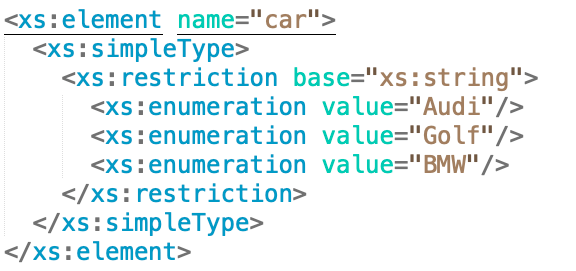 <xs:element name="car">
<xs:simpleType>
<xs:restriction base="xs:string">
<xs:enumeration value="Audi"/>
<xs:enumeration value="Golf"/>
<xs:enumeration value="BMW"/>
</xs:restriction>
</xs:simpleType>
</xs:element>